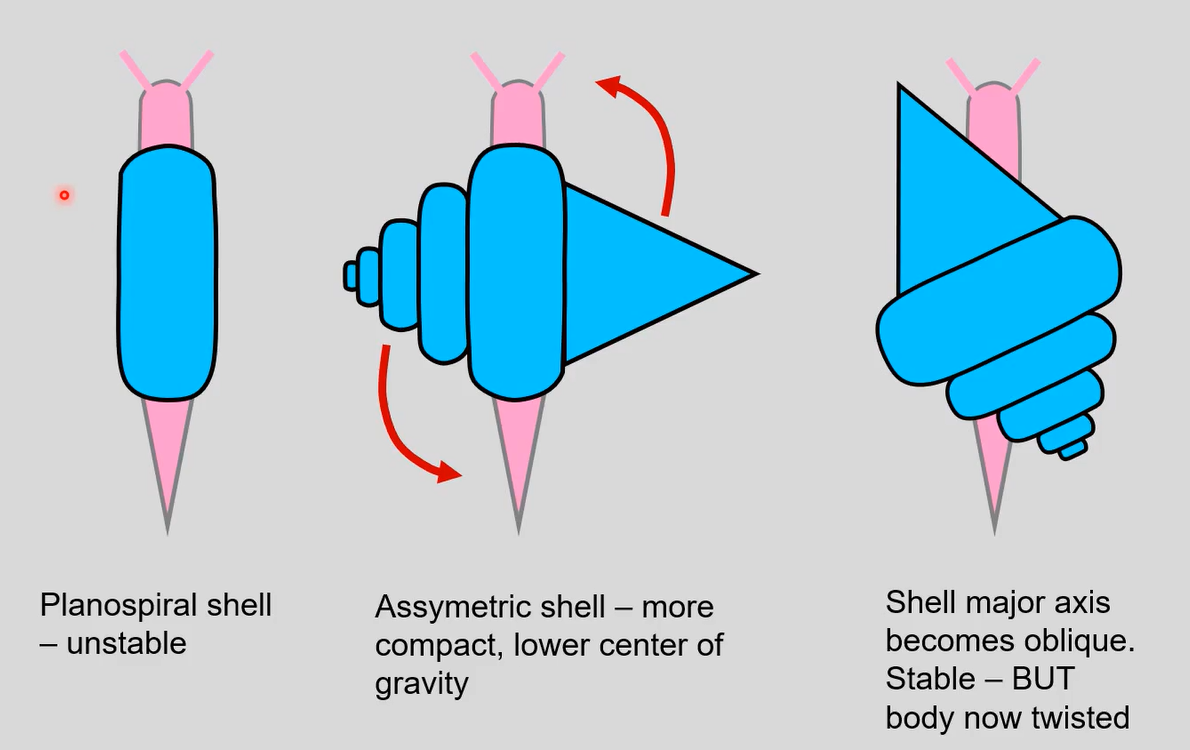 Planospiral shell
– unstable
Assymetric shell – more
compact, lower center of
gravity
Shell major axis
becomes oblique.
Stable – BUT
body now twisted